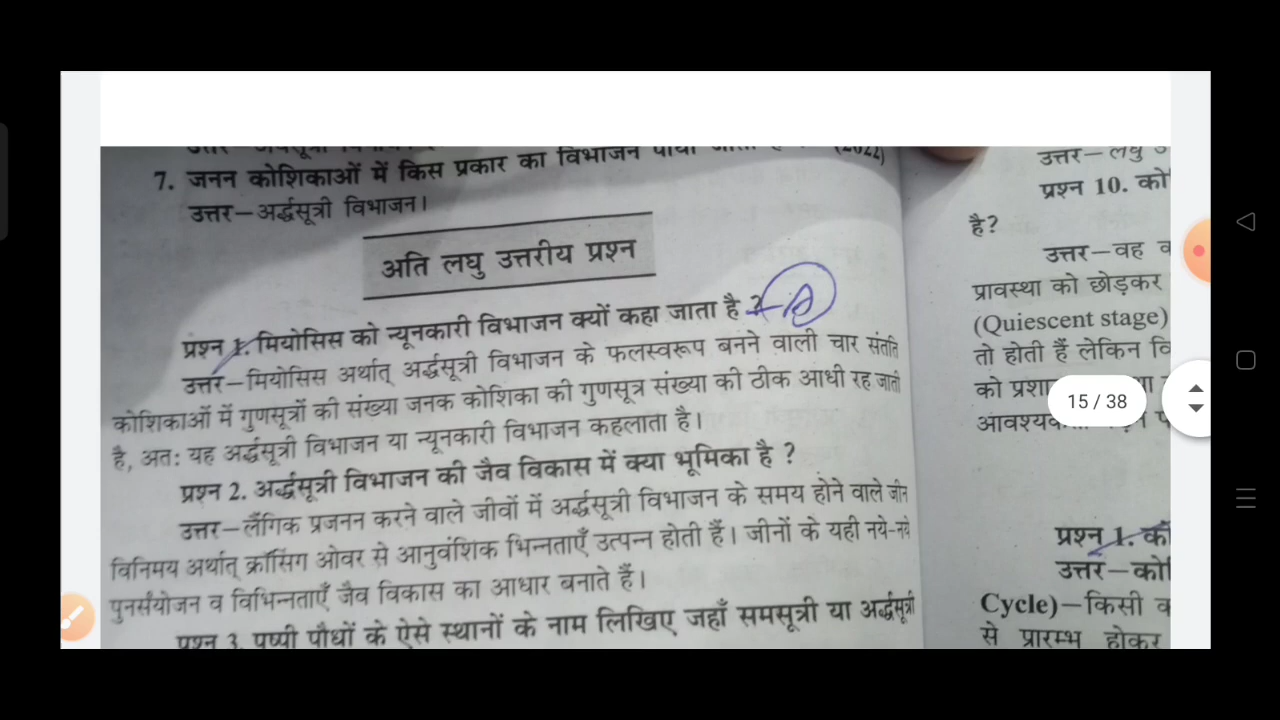 7. जनन कोशिकाओं में किस प्रकार का विभाजन पाया (2022)
उत्तर–अर्द्धसूत्री विभाजन।
अति लघु उत्तरीय प्रश्न
प्रश्न 1. मियोसिस को न्यूनकारी विभाजन क्यों कहा जाता है ?
उत्तर–मियोसिस अर्थात् अर्द्धसूत्री विभाजन के फलस्वरूप बनने वाली चार संतति
कोशिकाओं में गुणसूत्रों की संख्या जनक कोशिका की गुणसूत्र संख्या की ठीक आधी रह जाती
है, अतः यह अर्द्धसूत्री विभाजन या न्यूनकारी विभाजन कहलाता है।
प्रश्न 2. अर्द्धसूत्री विभाजन की जैव विकास में क्या भूमिका है ?
उत्तर–लैंगिक प्रजनन करने वाले जीवों में अर्द्धसूत्री विभाजन के समय होने वाले जीन
विनिमय अर्थात् क्रॉसिंग ओवर से आनुवंशिक भिन्नताएँ उत्पन्न होती हैं। जीनों के यही नये-नये
पुनर्संयोजन व विभिन्नताएँ जैव विकास का आधार बनाते हैं।
प्रश्न 3. पुष्पी पौधों के ऐसे स्थानों के नाम लिखिए जहाँ समसूत्री या अर्द्धसूत्री
उत्तर–लघु
प्रश्न 10. को
है?
उत्तर–वह
प्रावस्था को छोड़कर
(Quiescent stage)
तो होती हैं लेकिन
को
15 / 38
प्रश्न 1. को
उत्तर–को
Cycle)–किसी
से प्रारम्भ होकर